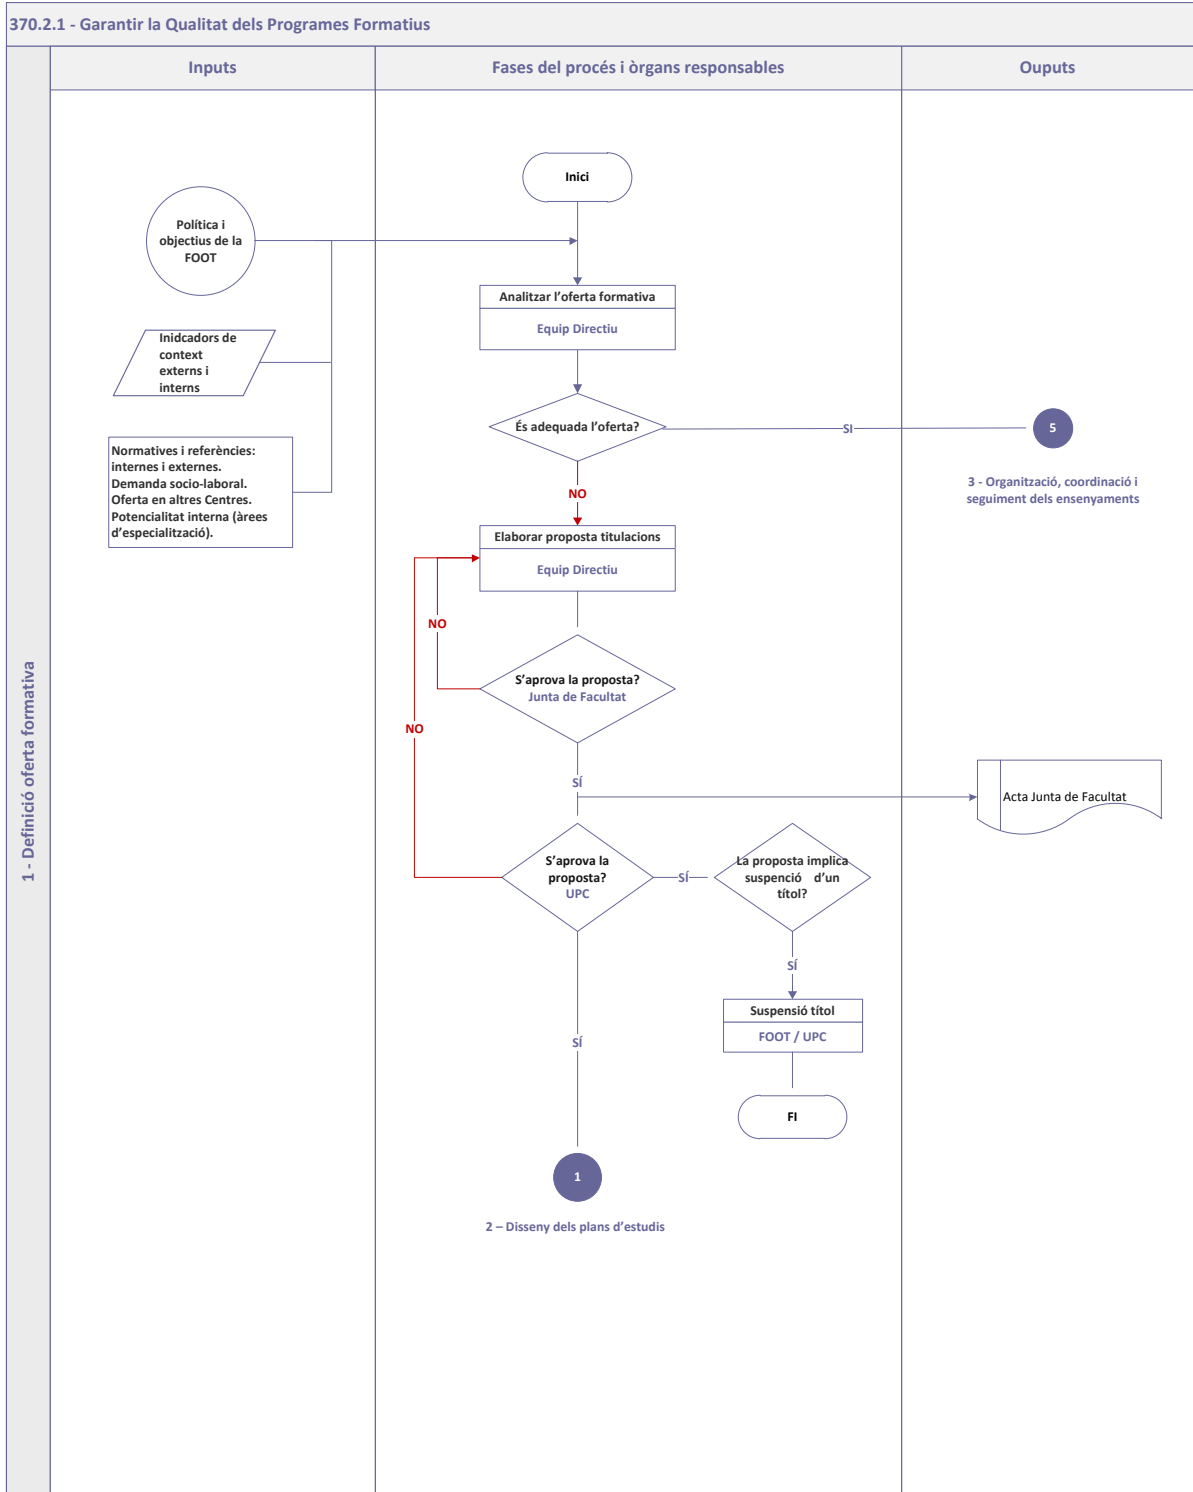 370.2.1 - Garantir la Qualitat dels Programes Formatius
Inputs
Fases del procés i òrgans responsables
Ouputs
1 - Definició oferta formativa
Inici
Política i
objectius de la
FOOT
Analitzar l’oferta formativa
Equip Directiu
Inidcadors de
context
externs i
interns
És adequada l’oferta?
SI
5
3 - Organització, coordinació i
seguiment dels ensenyaments
Normatives i referències:
internes i externes.
Demanda socio-laboral.
Oferta en altres Centres.
Potencialitat interna (àrees
d’especialització).
NO
Elaborar proposta titulacions
Equip Directiu
NO
S’aprova la proposta?
Junta de Facultat
NO
SÍ
Acta Junta de Facultat
S’aprova la
proposta?
UPC
SÍ
La proposta implica
suspenció d’un
títol?
SÍ
Suspensió títol
FOOT / UPC
SÍ
FI
1
2 – Disseny dels plans d’estudis